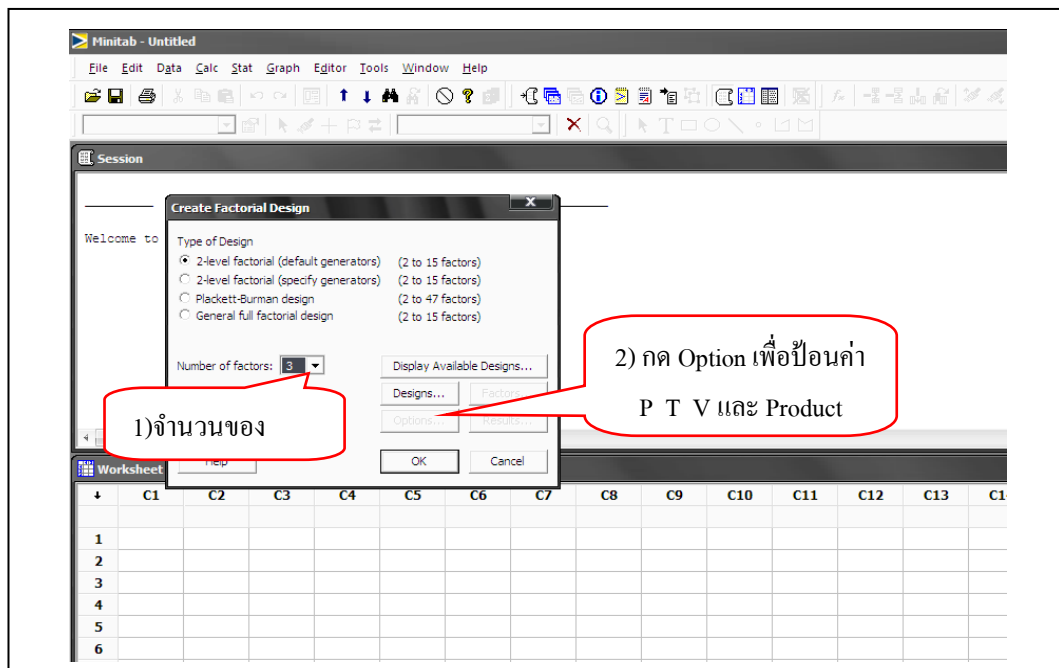 Minitab - Untitled
File Edit Data Calc Stat Graph Editor Tools Window Help
Session
Welcome to
Create Factorial Design
X
Type of Design
2-level factorial (default generators) (2 to 15 factors)
2-level factorial (specify generators) (2 to 15 factors)
Plackett-Burman design (2 to 47 factors)
General full factorial design (2 to 15 factors)
Number of factors: 3
Display Available Designs...
Designs...
Options...
OK
Cancel
1)จำนวนของ
2) กด Option เพื่อป้อนค่า
P T V และ Product
Worksheet
C1 C2 C3 C4 C5 C6 C7 C8 C9 C10 C11 C12 C13
1
2
3
4
5
6